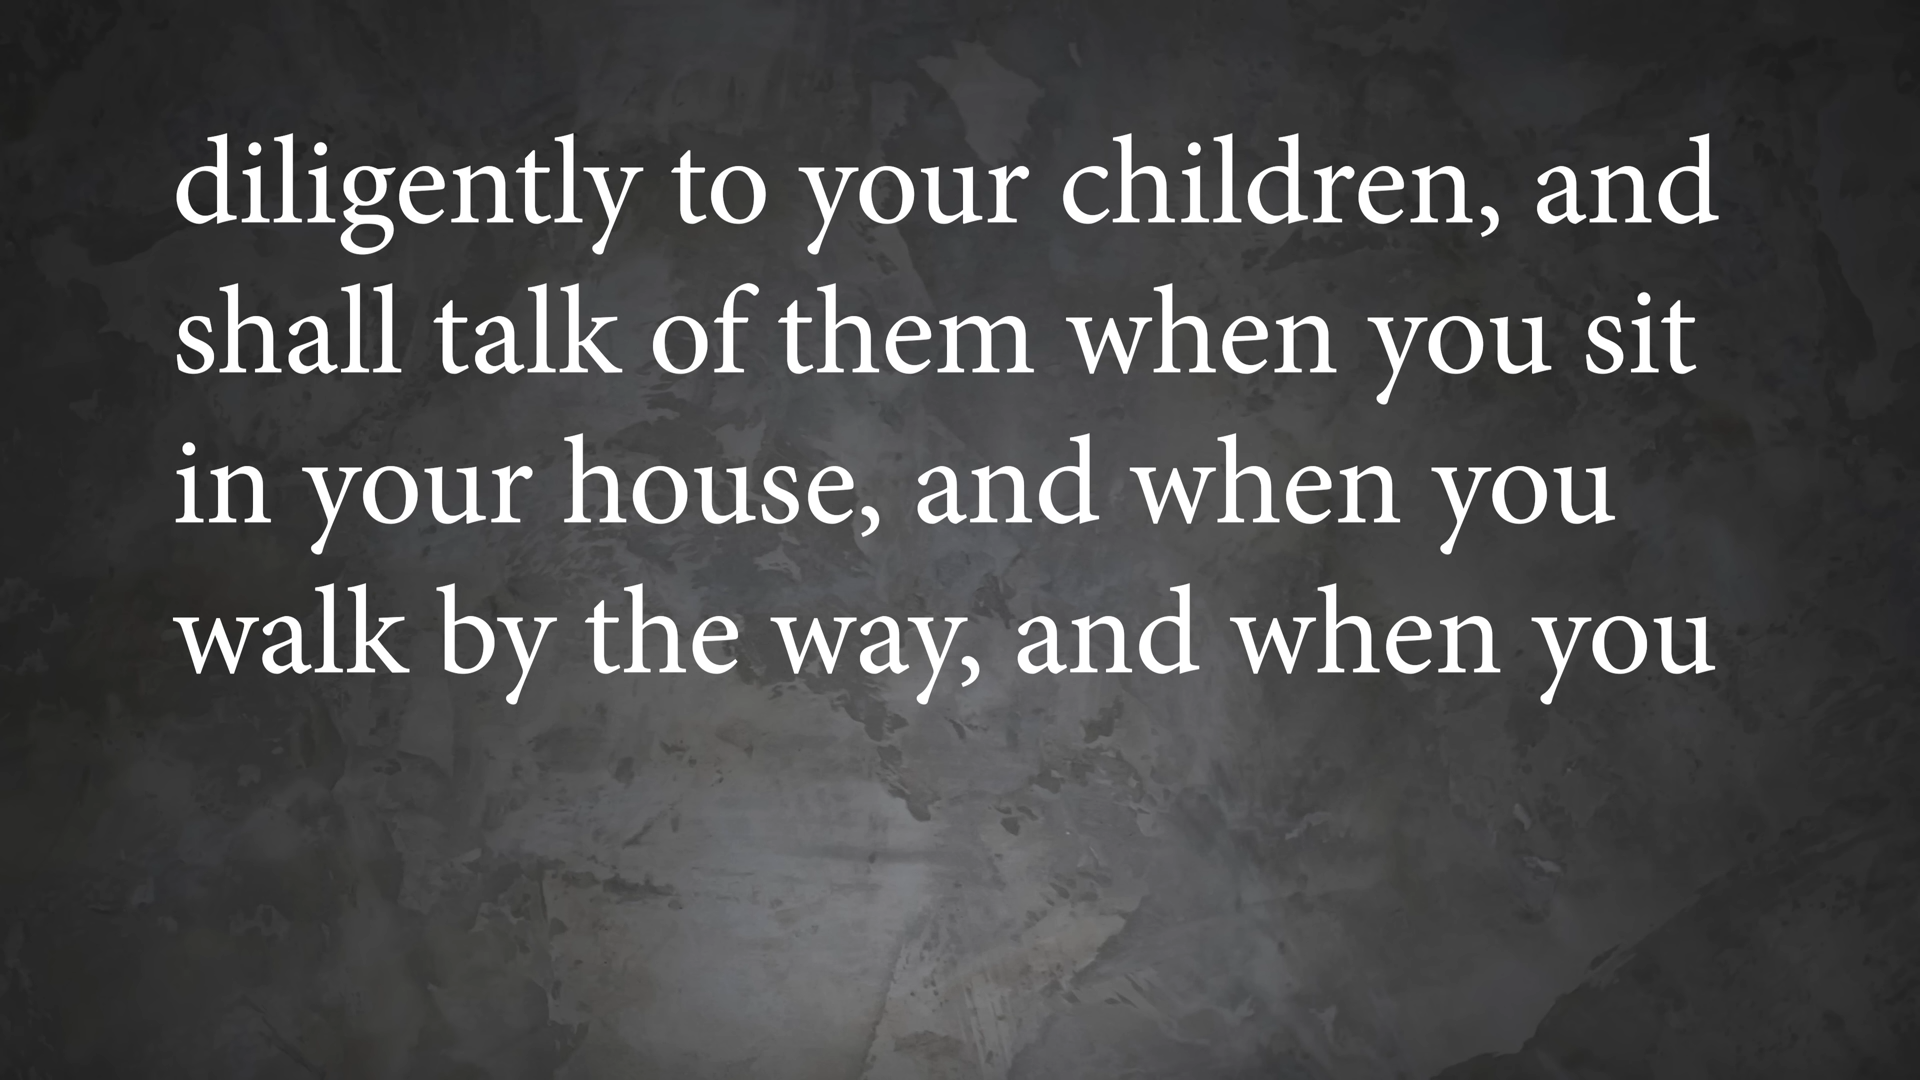 diligently to your children, and
shall talk of them when you sit
in your house, and when you
walk by the way, and when you